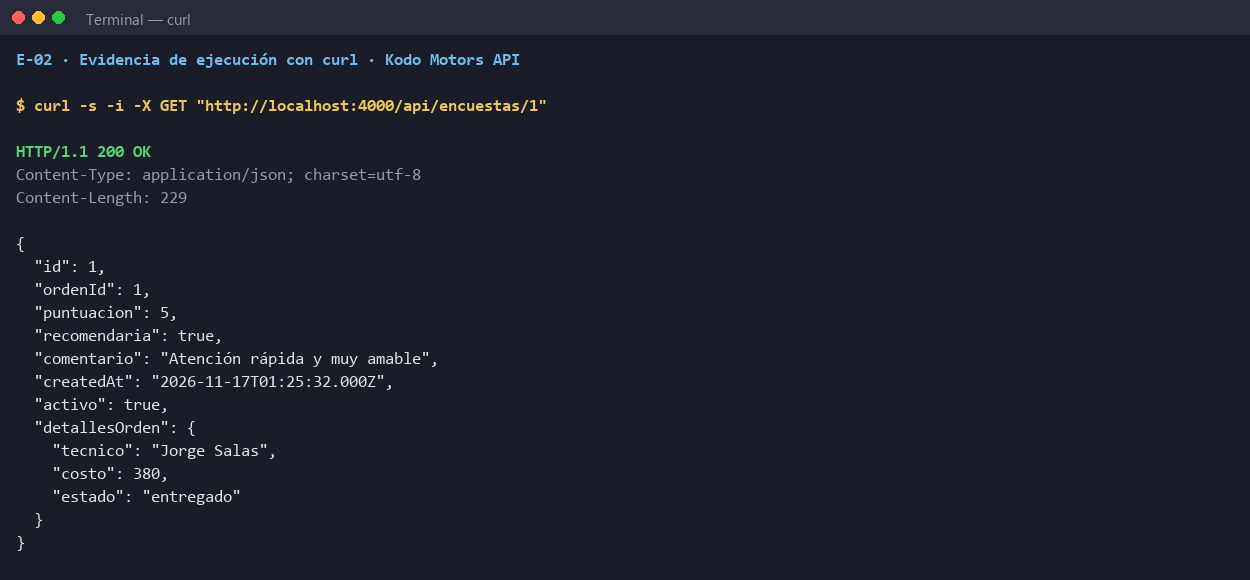 Terminal — curl
E-02 · Evidencia de ejecución con curl · Kodo Motors API
$ curl -s -i -X GET "http://localhost:4000/api/encuestas/1"
HTTP/1.1 200 OK
Content-Type: application/json; charset=utf-8
Content-Length: 229
{
  "id": 1,
  "ordenId": 1,
  "puntuacion": 5,
  "recomendaria": true,
  "comentario": "Atención rápida y muy amable",
  "createdAt": "2026-11-17T01:25:32.000Z",
  "activo": true,
  "detallesOrden": {
    "tecnico": "Jorge Salas",
    "costo": 380,
    "estado": "entregado"
  }
}